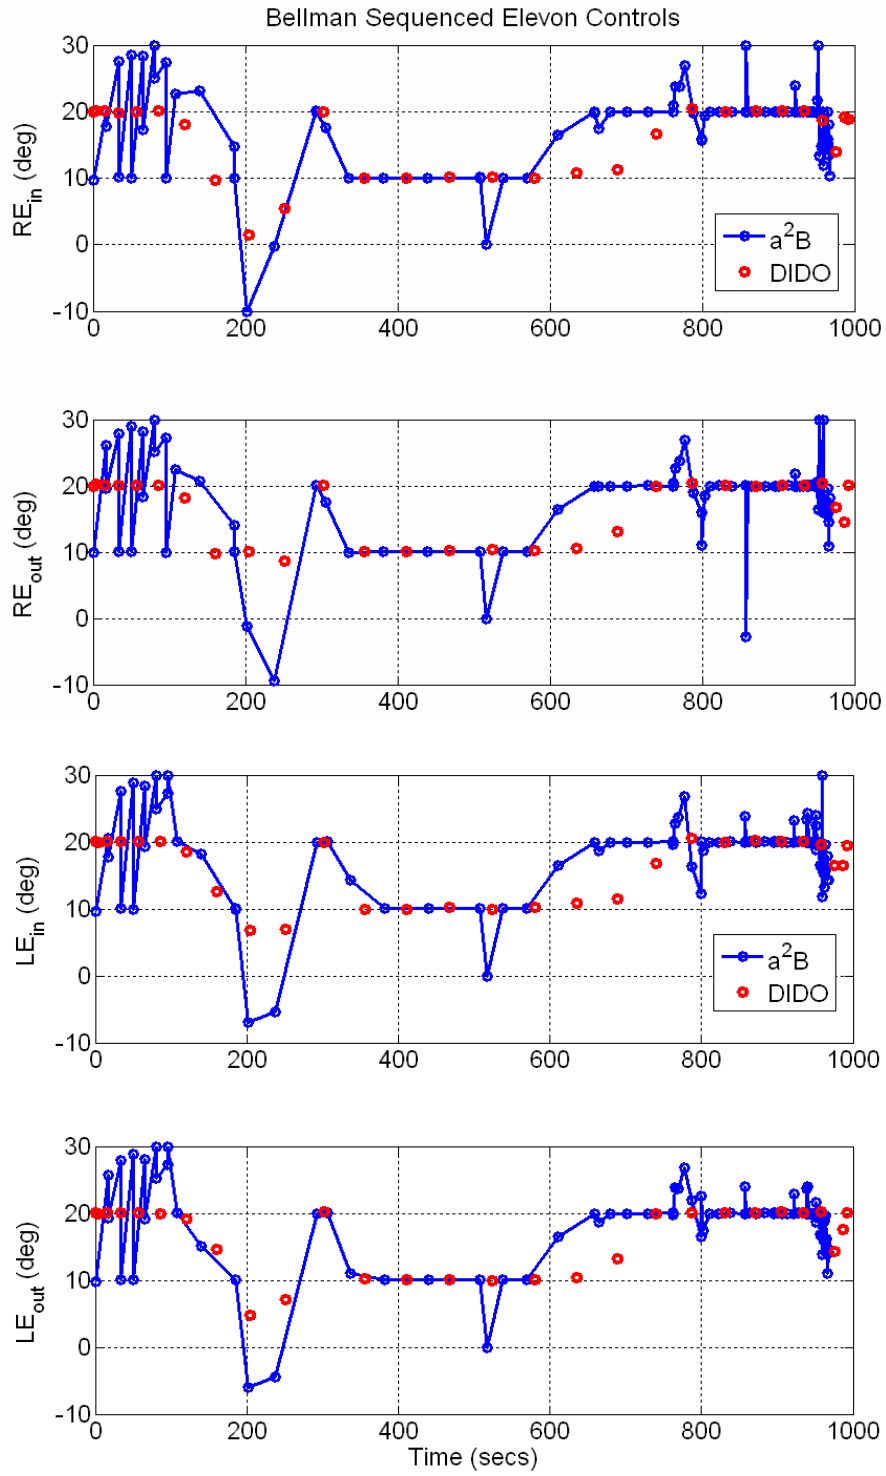 Bellman Sequenced Elevon Controls
30
20
10
0
-10
RE_in (deg)
a²B
DIDO
0 200 400 600 800 1000
30
20
10
0
-10
RE_out (deg)
0 200 400 600 800 1000
30
20
10
0
-10
LE_in (deg)
a²B
DIDO
0 200 400 600 800 1000
30
20
10
0
-10
LE_out (deg)
0 200 400 600 800 1000
Time (secs)